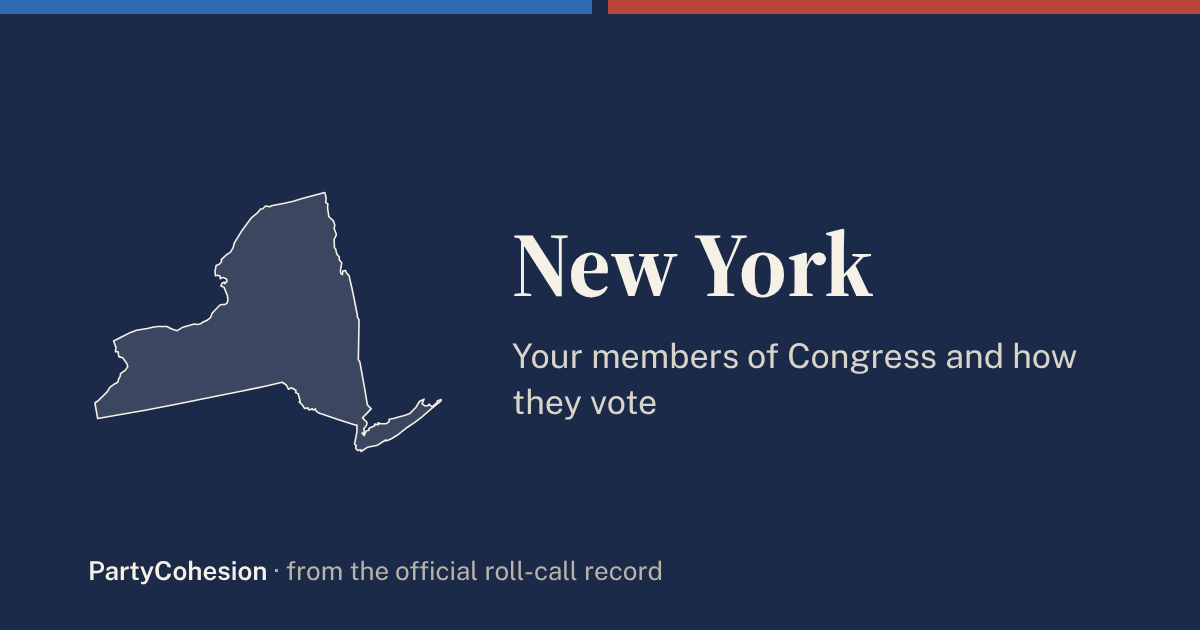 New York
Your members of Congress and how
they vote
PartyCohesion · from the official roll-call record